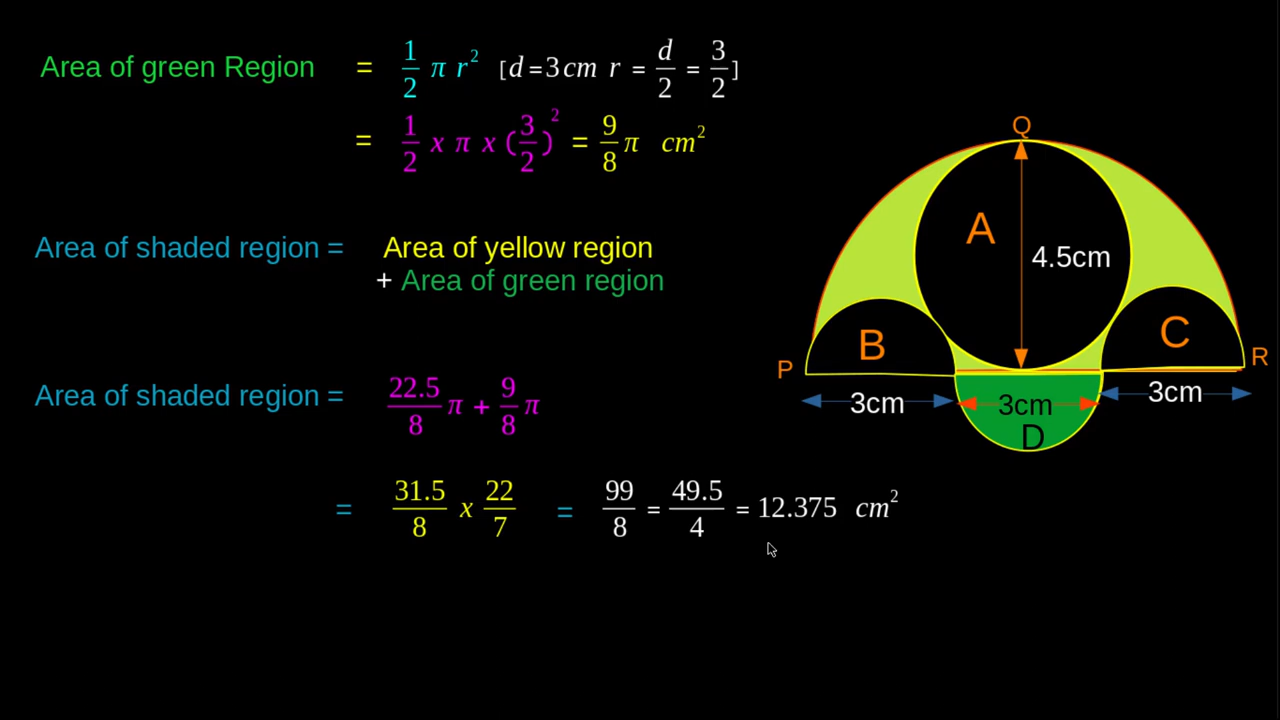 Area of green Region = 1/2 π r² [d=3cm r = d/2 = 3/2]
= 1/2 x π x (3/2)² = 9/8 π cm²
Area of shaded region = Area of yellow region
+ Area of green region
Area of shaded region = 22.5/8 π + 9/8 π
= 31.5/8 x 22/7 = 99/8 = 49.5/4 = 12.375 cm²
Q
A
4.5cm
B
C
P
R
3cm
3cm
3cm
D